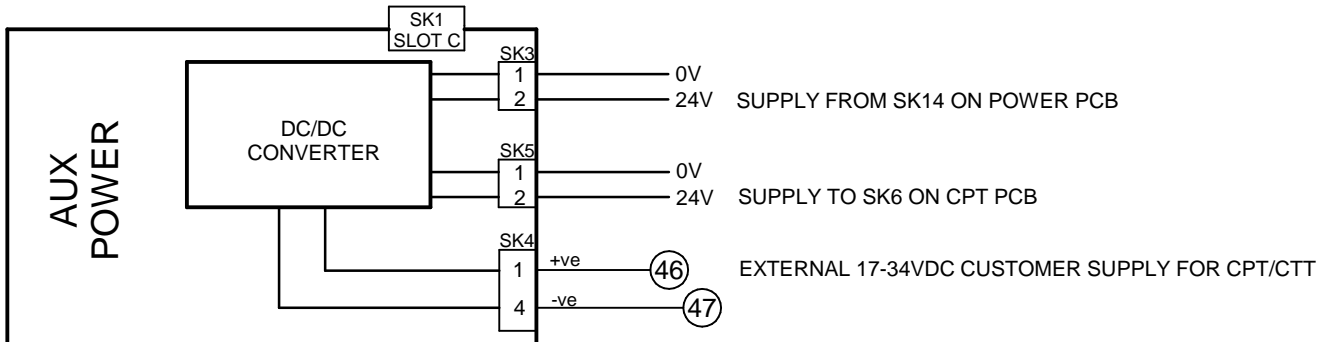 SK1
SLOT C
AUX
POWER
DC/DC
CONVERTER
SK3
1
0V
2
24V
SUPPLY FROM SK14 ON POWER PCB
SK5
1
0V
2
24V
SUPPLY TO SK6 ON CPT PCB
SK4
1
+ve
46
EXTERNAL 17-34VDC CUSTOMER SUPPLY FOR CPT/CTT
4
-ve
47